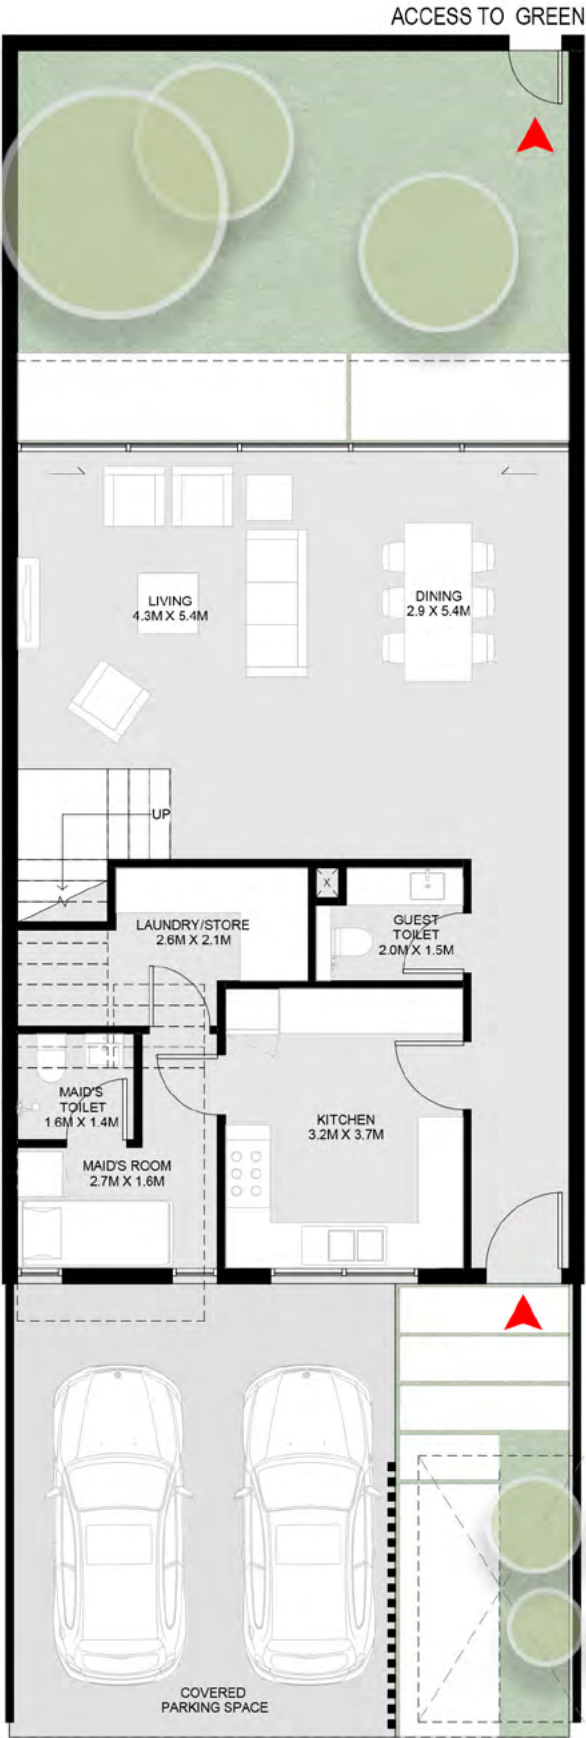 ACCESS TO GREEN
LIVING
4.3M X 5.4M
DINING
2.9 X 5.4M
UP
X
LAUNDRY/STORE
2.6M X 2.1M
GUEST
TOILET
2.0M X 1.5M
MAID'S
TOILET
1.6M X 1.4M
KITCHEN
3.2M X 3.7M
MAID'S ROOM
2.7M X 1.6M
COVERED
PARKING SPACE